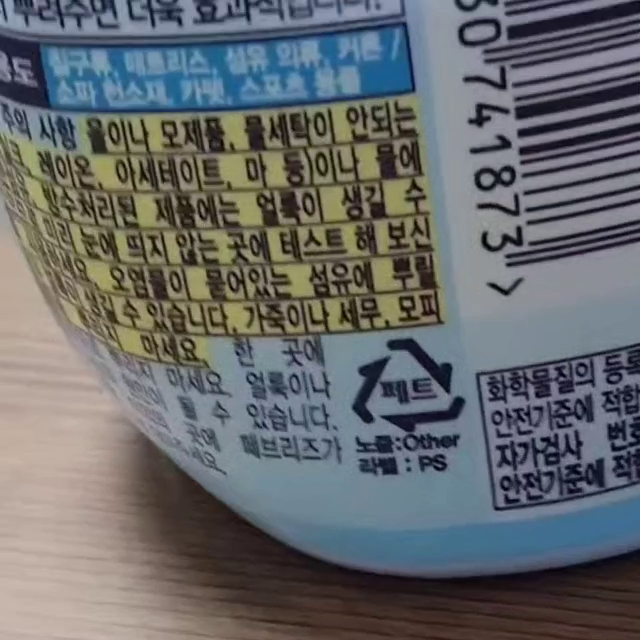 뿌려주면 더욱 효과적입니다.
용도
침구류, 매트리스, 섬유 의류, 커튼 /
소파 천소재, 카펫, 스포츠 용품
주의 사항 울이나 모제품, 물세탁이 안되는
레이온, 아세테이트, 마 등)이나 물에
방수처리된 제품에는 얼룩이 생길 수
미리 눈에 띄지 않는 곳에 테스트 해 보신
오염물이 묻어있는 섬유에 뿌릴
생길 수 있습니다. 가죽이나 세무, 모피
마세요. 한 곳에
마세요. 얼룩이나
수 있습니다.
곳에 페브리즈가
페트
노즐:Other
라벨 : PS
화학물질의 등록
안전기준에 적합
자가검사 번호
안전기준에 적합
30741873>